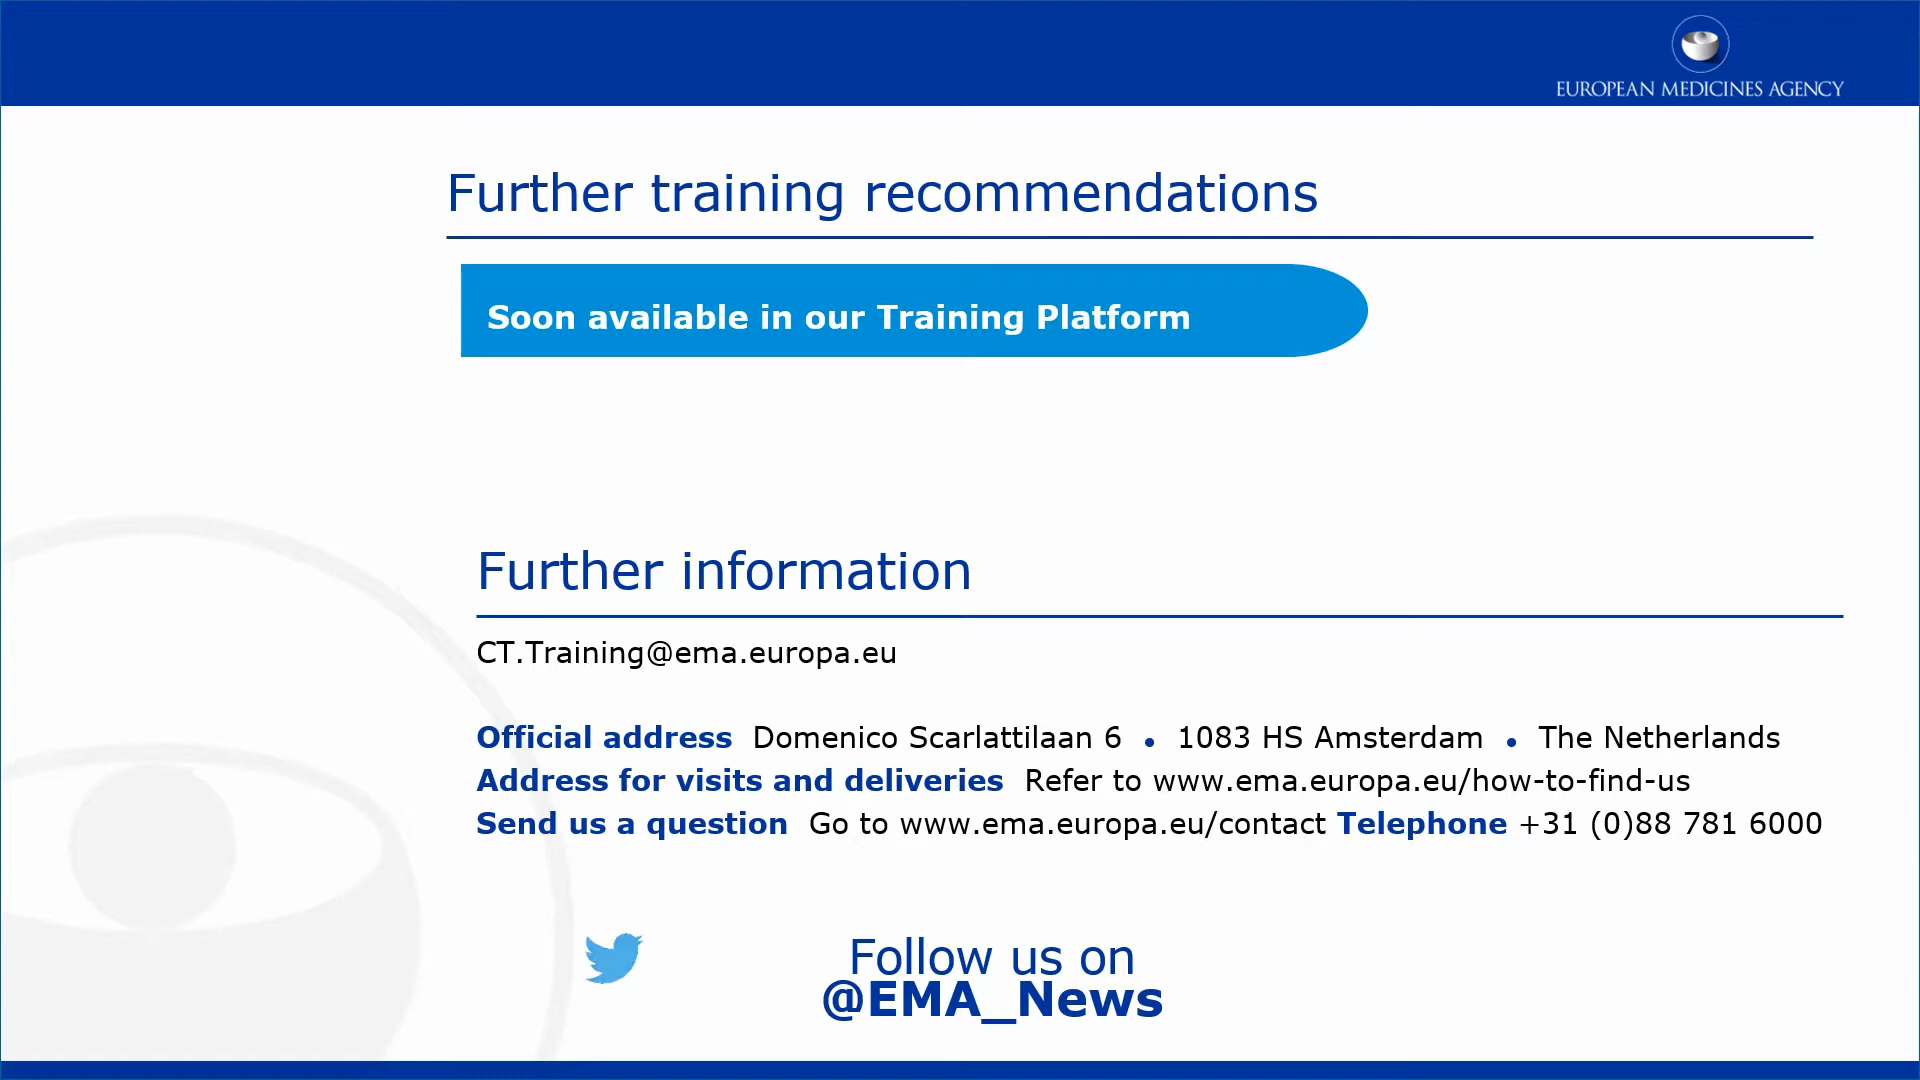 EUROPEAN MEDICINES AGENCY
Further training recommendations
Soon available in our Training Platform
Further information
CT.Training@ema.europa.eu
Official address Domenico Scarlattilaan 6 • 1083 HS Amsterdam • The Netherlands
Address for visits and deliveries Refer to www.ema.europa.eu/how-to-find-us
Send us a question Go to www.ema.europa.eu/contact Telephone +31 (0)88 781 6000
Follow us on
@EMA_News